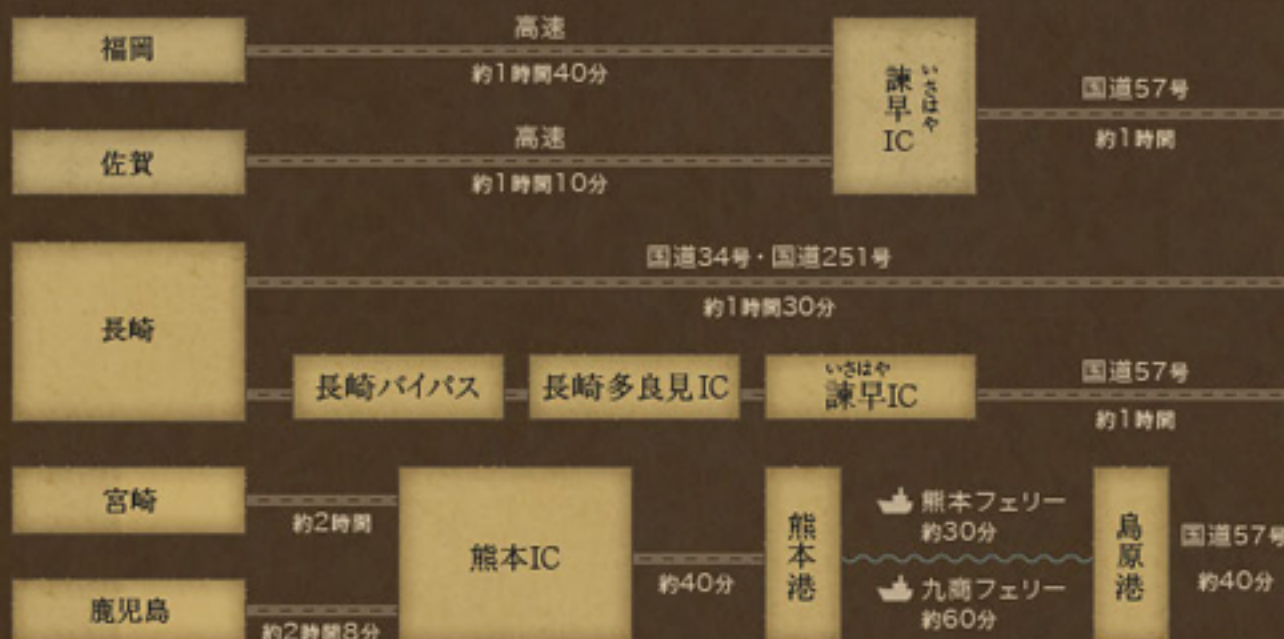 福岡
高速
約1時間40分
佐賀
高速
約1時間10分
諫早IC
いさはや
国道57号
約1時間
長崎
国道34号・国道251号
約1時間30分
長崎バイパス
長崎多良見IC
いさはや
諫早IC
国道57号
約1時間
宮崎
約2時間
鹿児島
約2時間8分
熊本IC
約40分
熊本港
熊本フェリー
約30分
九商フェリー
約60分
島原港
国道57号
約40分